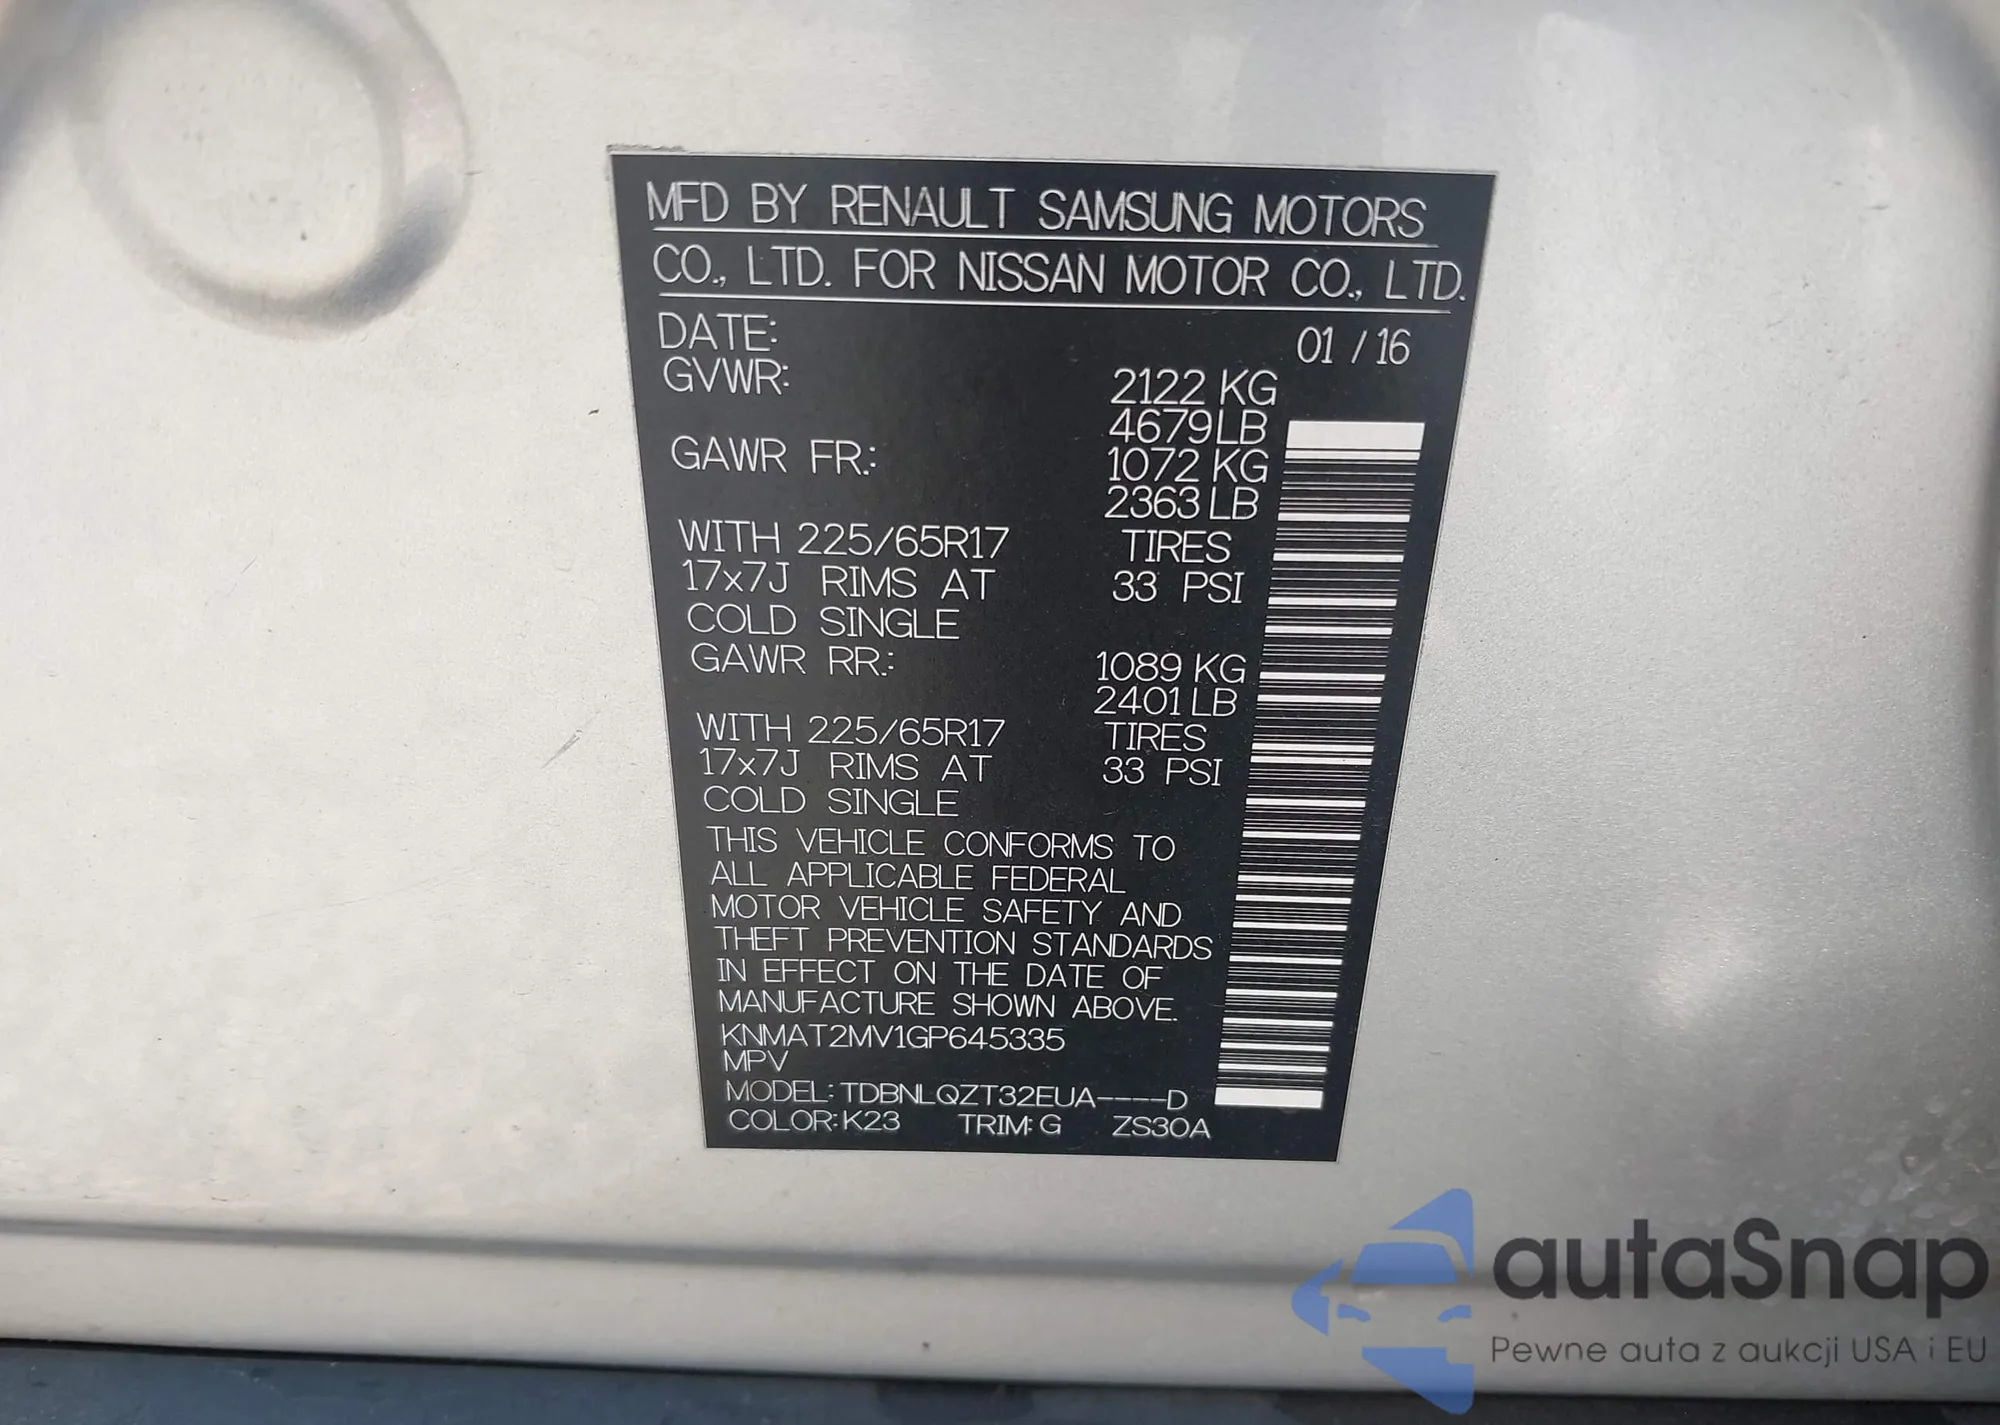 MFD BY RENAULT SAMSUNG MOTORS
CO., LTD. FOR NISSAN MOTOR CO., LTD.
DATE: 01 / 16
GVWR: 2122 KG
4679 LB
GAWR FR.: 1072 KG
2363 LB
WITH 225/65R17 TIRES
17x7J RIMS AT 33 PSI
COLD SINGLE
GAWR RR.: 1089 KG
2401 LB
WITH 225/65R17 TIRES
17x7J RIMS AT 33 PSI
COLD SINGLE
THIS VEHICLE CONFORMS TO
ALL APPLICABLE FEDERAL
MOTOR VEHICLE SAFETY AND
THEFT PREVENTION STANDARDS
IN EFFECT ON THE DATE OF
MANUFACTURE SHOWN ABOVE.
KNMAT2MV1GP645335
MPV
MODEL: TDBNLQZT32EUA----D
COLOR: K23 TRIM: G ZS30A
autaSnap
Pewne auta z aukcji USA i EU